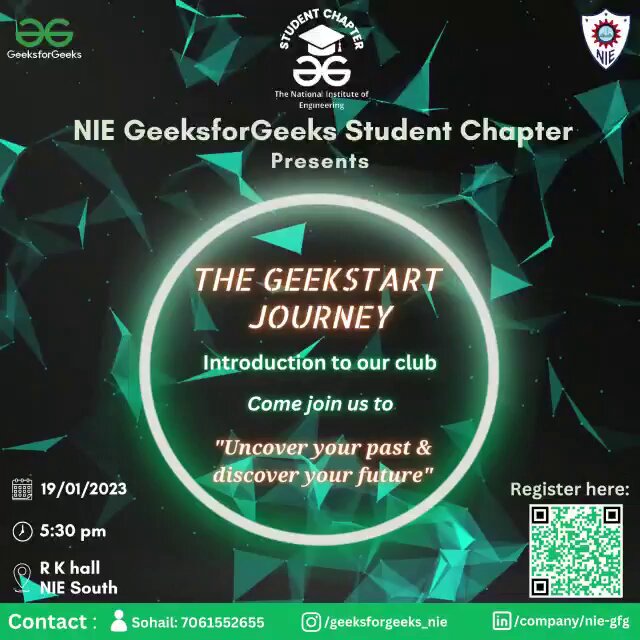 GeeksforGeeks
STUDENT CHAPTER
The National Institute of
Engineering
NIE
NIE GeeksforGeeks Student Chapter
Presents
THE GEEKSTART
JOURNEY
Introduction to our club
Come join us to
"Uncover your past &
discover your future"
19/01/2023
5:30 pm
R K hall
NIE South
Register here:
Contact :
Sohail: 7061552655
/geeksforgeeks_nie
/company/nie-gfg